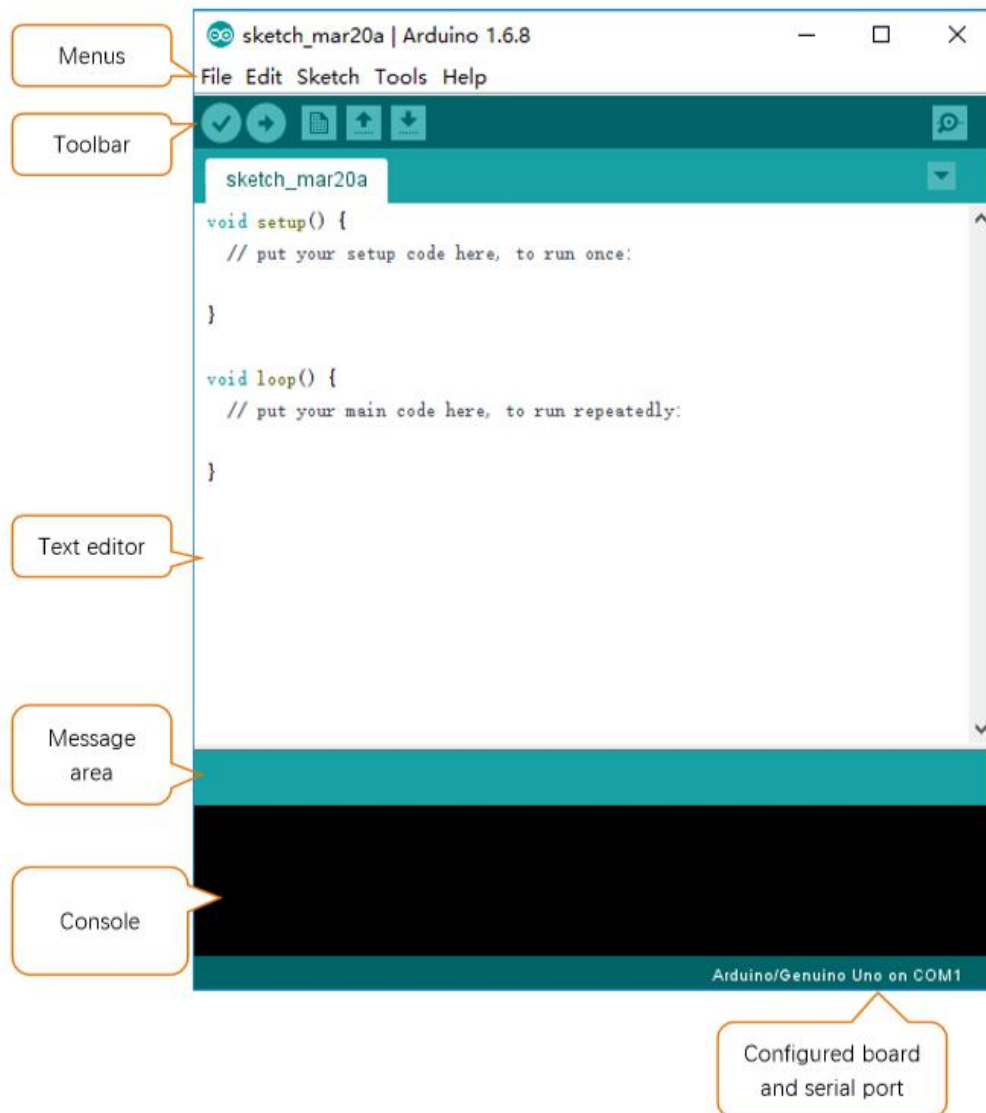 sketch_mar20a | Arduino 1.6.8
Menus
File Edit Sketch Tools Help
Toolbar
sketch_mar20a
void setup() {
// put your setup code here, to run once:
}
void loop() {
// put your main code here, to run repeatedly:
}
Text editor
Message
area
Console
Arduino/Genuino Uno on COM1
Configured board
and serial port